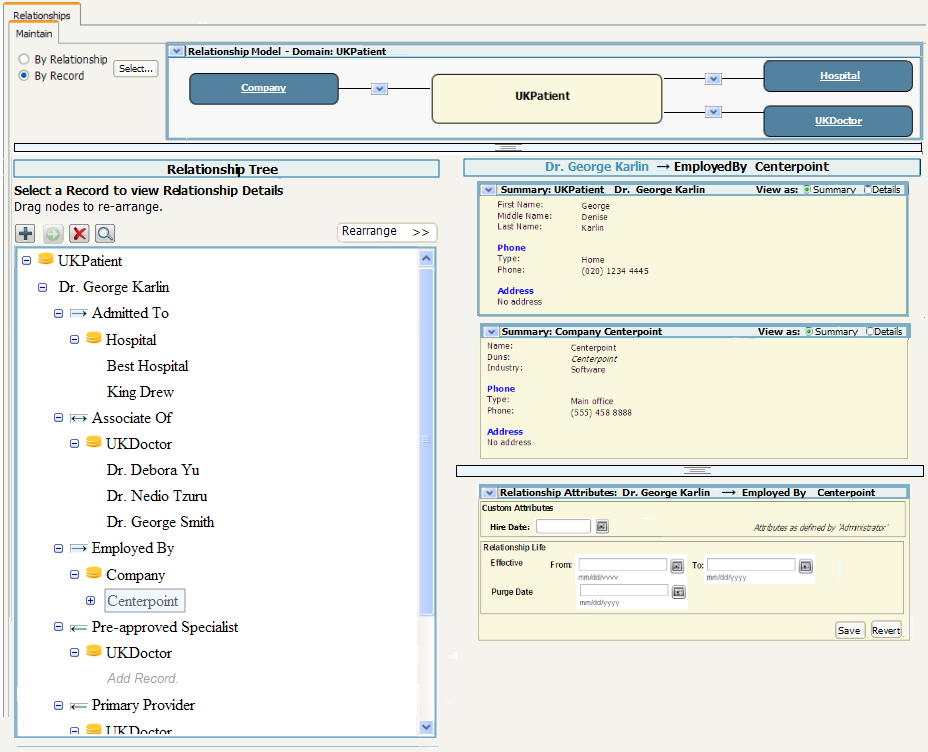 Relationships
Maintain
By Relationship
By Record
Select...
Relationship Model - Domain: UKPatient
Company
UKPatient
Hospital
UKDoctor
Relationship Tree
Select a Record to view Relationship Details
Drag nodes to re-arrange.
Rearrange >>
UKPatient
Dr. George Karlin
Admitted To
Hospital
Best Hospital
King Drew
Associate Of
UKDoctor
Dr. Debora Yu
Dr. Nedio Tzuru
Dr. George Smith
Employed By
Company
Centerpoint
Pre-approved Specialist
UKDoctor
Add Record.
Primary Provider
UKDoctor
Dr. George Karlin → EmployedBy Centerpoint
Summary: UKPatient Dr. George Karlin View as: Summary Details
First Name: George
Middle Name: Denise
Last Name: Karlin
Phone
Type: Home
Phone: (020) 1234 4445
Address
No address
Summary: Company Centerpoint View as: Summary Details
Name: Centerpoint
Duns: Centerpoint
Industry: Software
Phone
Type: Main office
Phone: (555) 458 8888
Address
No address
Relationship Attributes: Dr. George Karlin → Employed By Centerpoint
Custom Attributes
Hire Date: Attributes as defined by 'Administrator'
Relationship Life
Effective From: To:
mm/dd/yyyy mm/dd/yyyy
Purge Date
mm/dd/yyyy
Save Revert